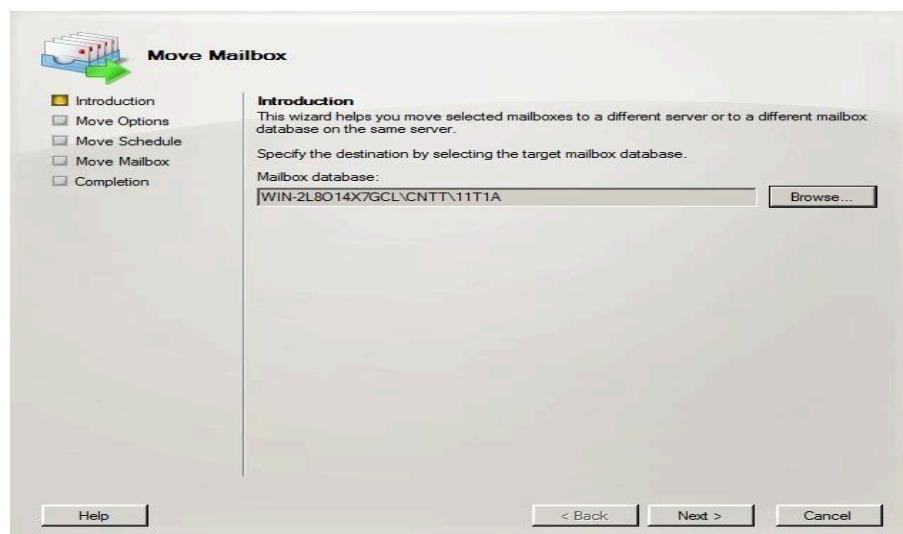 Move Mailbox
Introduction
Move Options
Move Schedule
Move Mailbox
Completion
Introduction
This wizard helps you move selected mailboxes to a different server or to a different mailbox
database on the same server.
Specify the destination by selecting the target mailbox database.
Mailbox database:
WIN-2L8O14X7GCL\CNTT\11T1A
Browse...
Help
< Back
Next >
Cancel